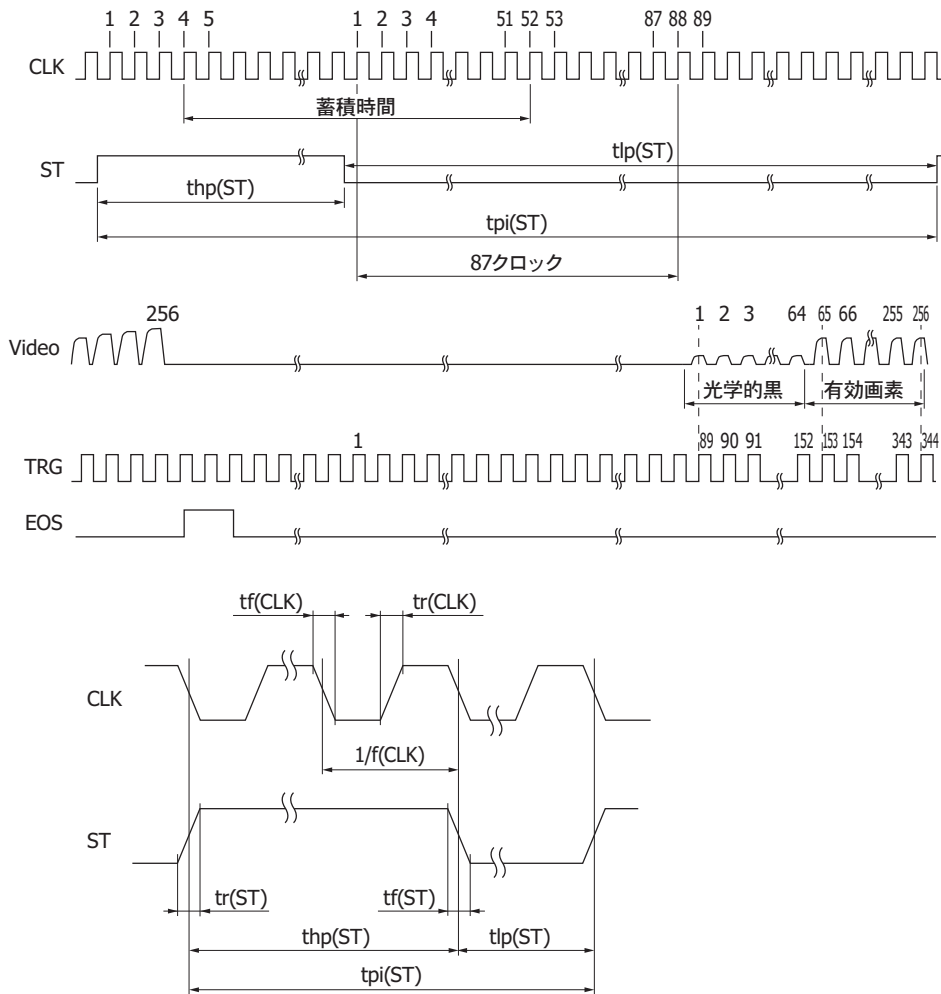 1 2 3 4 5 1 2 3 4 51 52 53 87 88 89
CLK
蓄積時間
tlp(ST)
ST
thp(ST)
tpi(ST)
87クロック
256 1 2 3 64 65 66 255 256
Video
光学的黒 有効画素
1 89 90 91 152 153 154 343 344
TRG
EOS
tf(CLK) tr(CLK)
CLK
1/f(CLK)
ST
tr(ST) tf(ST)
thp(ST) tlp(ST)
tpi(ST)